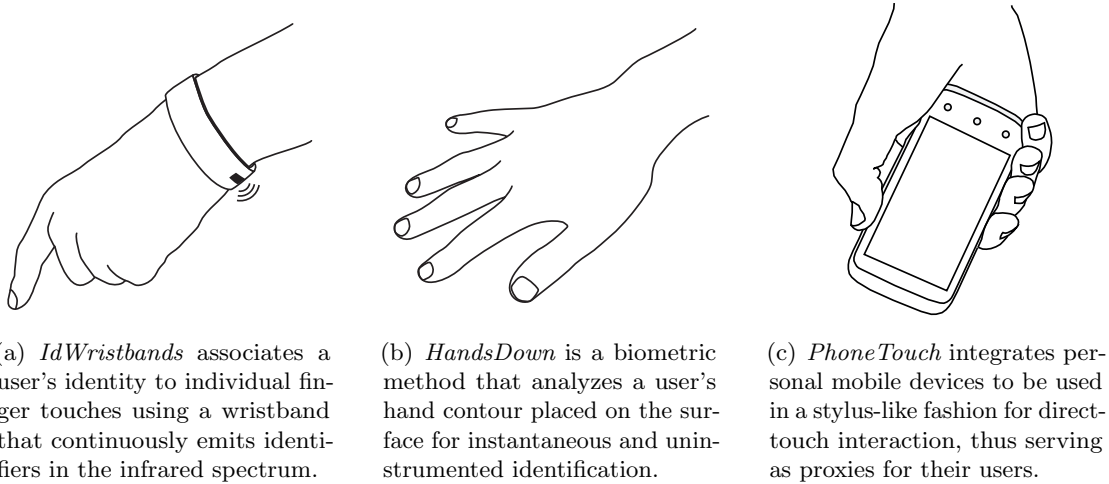 (a) IdWristbands associates a
user's identity to individual fin-
ger touches using a wristband
that continuously emits identi-
fiers in the infrared spectrum.
(b) HandsDown is a biometric
method that analyzes a user's
hand contour placed on the sur-
face for instantaneous and unin-
strumented identification.
(c) PhoneTouch integrates per-
sonal mobile devices to be used
in a stylus-like fashion for direct-
touch interaction, thus serving
as proxies for their users.